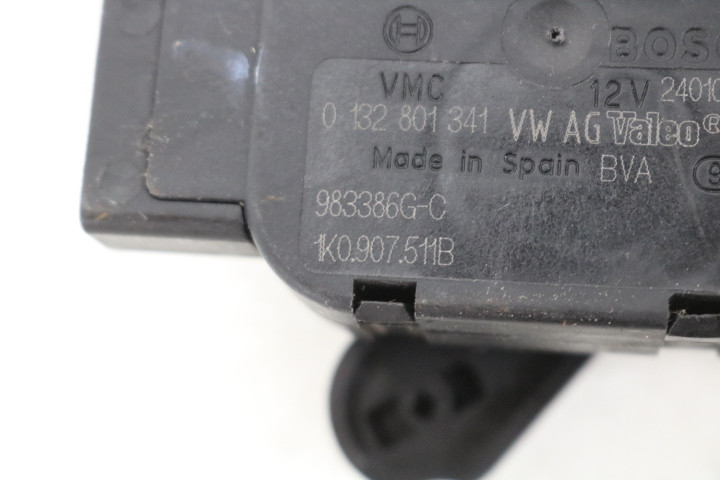 BOS
VMC 12V 24010
0 132 801 341 VW AG Valeo®
Made in Spain BVA
983386G-C
1K0.907.511B